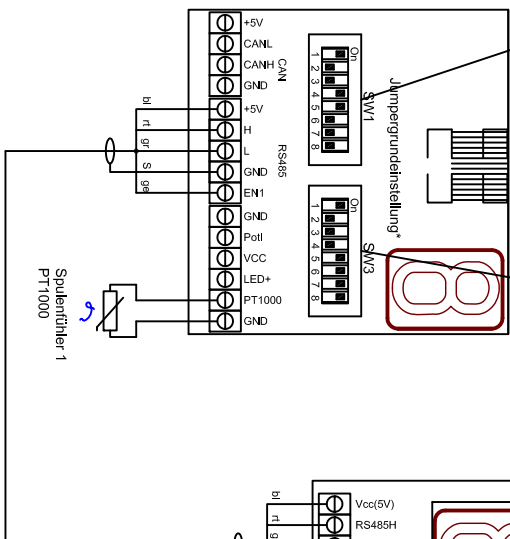 +5V
CANL
CANH
GND
CAN
+5V
H
L
GND
EN1
RS485
GND
Poti
VCC
LED+
PT1000
GND
bl
rt
gr
S
ge
On
1
2
3
4
5
6
7
8
SW1
On
1
2
3
4
5
6
7
8
SW3
Jumpergrundeinstellung*
Spulenfühler 1
PT1000
bl
rt
Vcc(5V)
RS485H